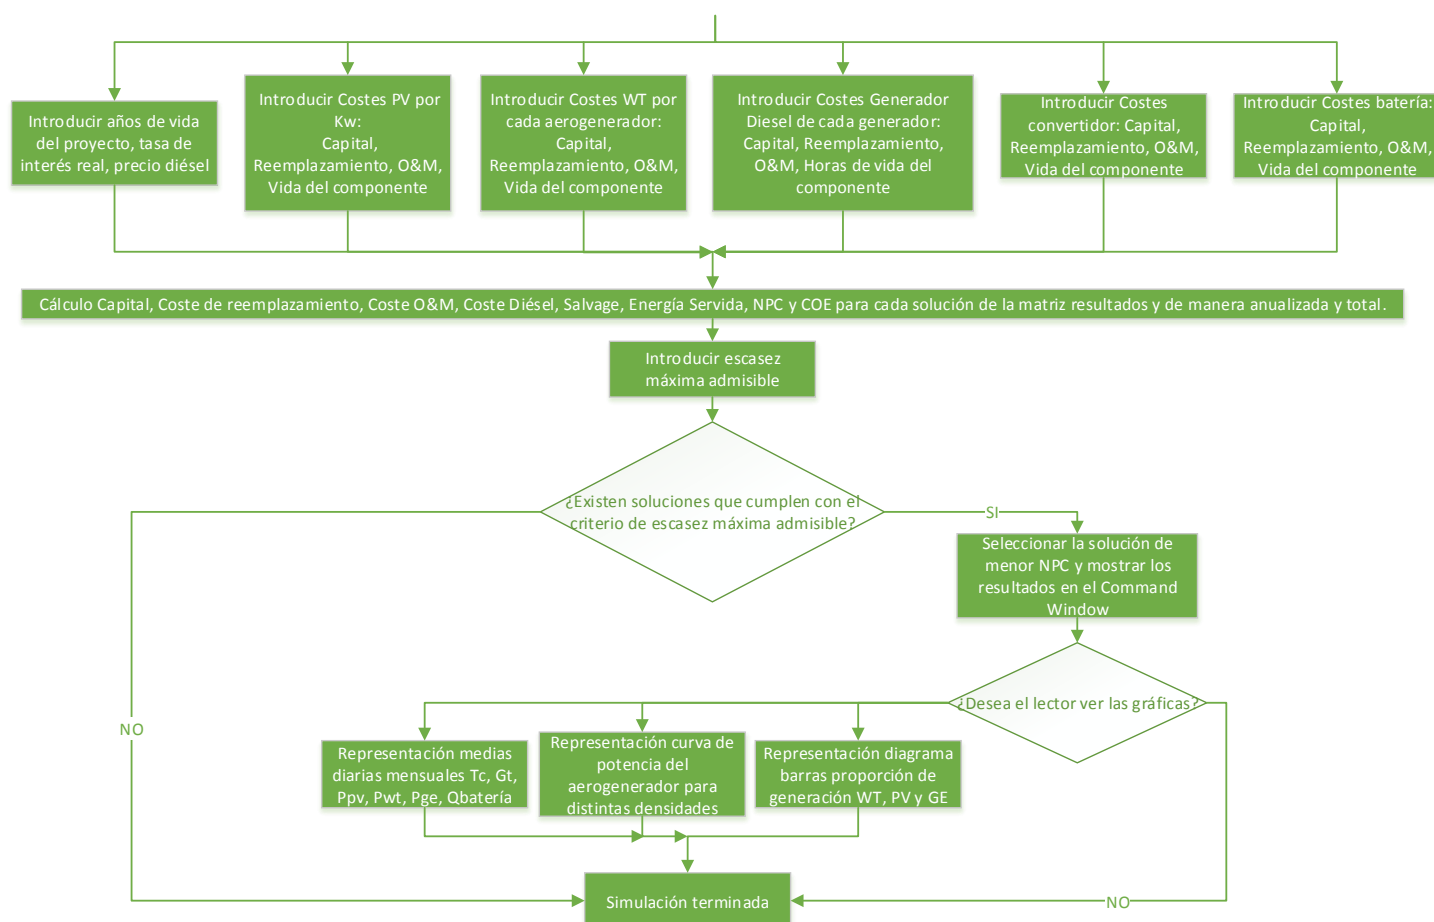 Introducir años de vida
del proyecto, tasa de
interés real, precio diésel
Introducir Costes PV por
Kw:
Capital,
Reemplazamiento, O&M,
Vida del componente
Introducir Costes WT por
cada aerogenerador:
Capital,
Reemplazamiento, O&M,
Vida del componente
Introducir Costes Generador
Diesel de cada generador:
Capital, Reemplazamiento,
O&M, Horas de vida del
componente
Introducir Costes
convertidor: Capital,
Reemplazamiento, O&M,
Vida del componente
Introducir Costes batería:
Capital,
Reemplazamiento, O&M,
Vida del componente
Cálculo Capital, Coste de reemplazamiento, Coste O&M, Coste Diésel, Salvage, Energía Servida, NPC y COE para cada solución de la matriz resultados y de manera anualizada y total.
Introducir escasez
máxima admisible
¿Existen soluciones que cumplen con el
criterio de escasez máxima admisible?
SI
Seleccionar la solución de
menor NPC y mostrar los
resultados en el Command
Window
¿Desea el lector ver las gráficas?
NO
Representación medias
diarias mensuales Tc, Gt,
Ppv, Pwt, Pge, Qbatería
Representación curva de
potencia del
aerogenerador para
distintas densidades
Representación diagrama
barras proporción de
generación WT, PV y GE
Simulación terminada
NO